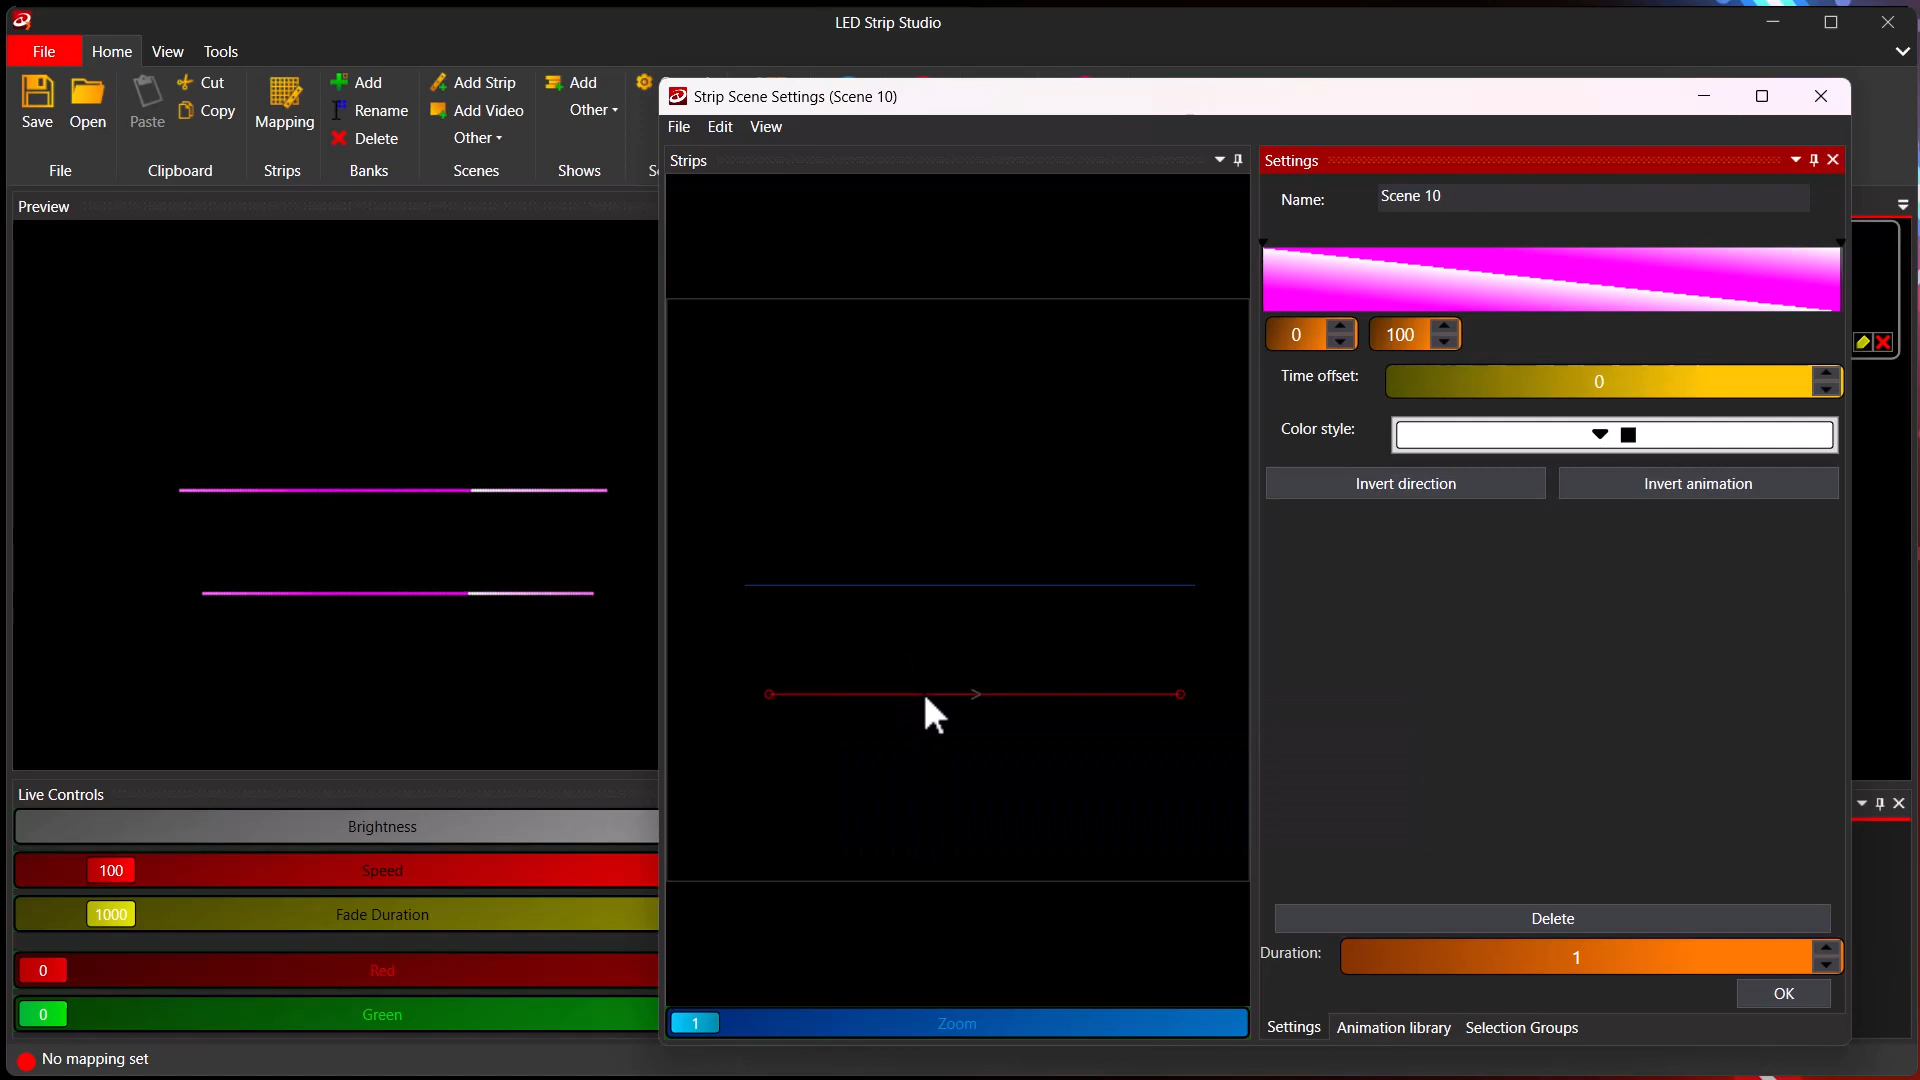 LED Strip Studio
File Home View Tools
Save Open Paste Cut Copy Mapping Add Rename Delete Add Strip Add Video Other Add Other
File Clipboard Strips Banks Scenes Shows
Preview
Strip Scene Settings (Scene 10)
File Edit View
Strips
Settings
Name: Scene 10
0 100
Time offset: 0
Color style:
Invert direction Invert animation
Live Controls
Brightness
100 Speed
1000 Fade Duration
0 Red
0 Green
1 Zoom
Delete
Duration: 1
OK
Settings Animation library Selection Groups
No mapping set